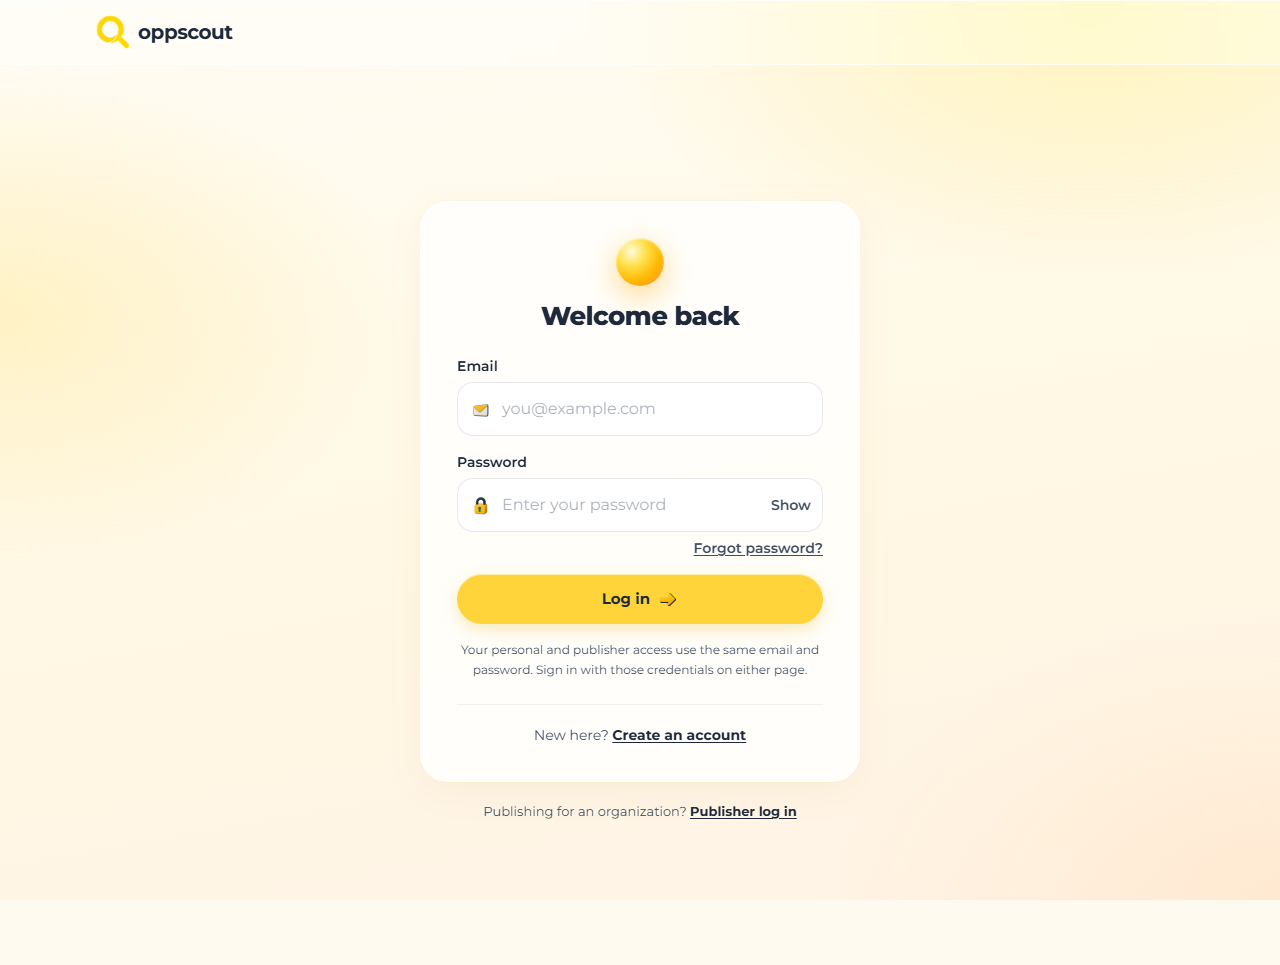 oppscout
Welcome back
Email
you@example.com
Password
Enter your password
Show
Forgot password?
Log in
Your personal and publisher access use the same email and
password. Sign in with those credentials on either page.
New here? Create an account
Publishing for an organization? Publisher log in